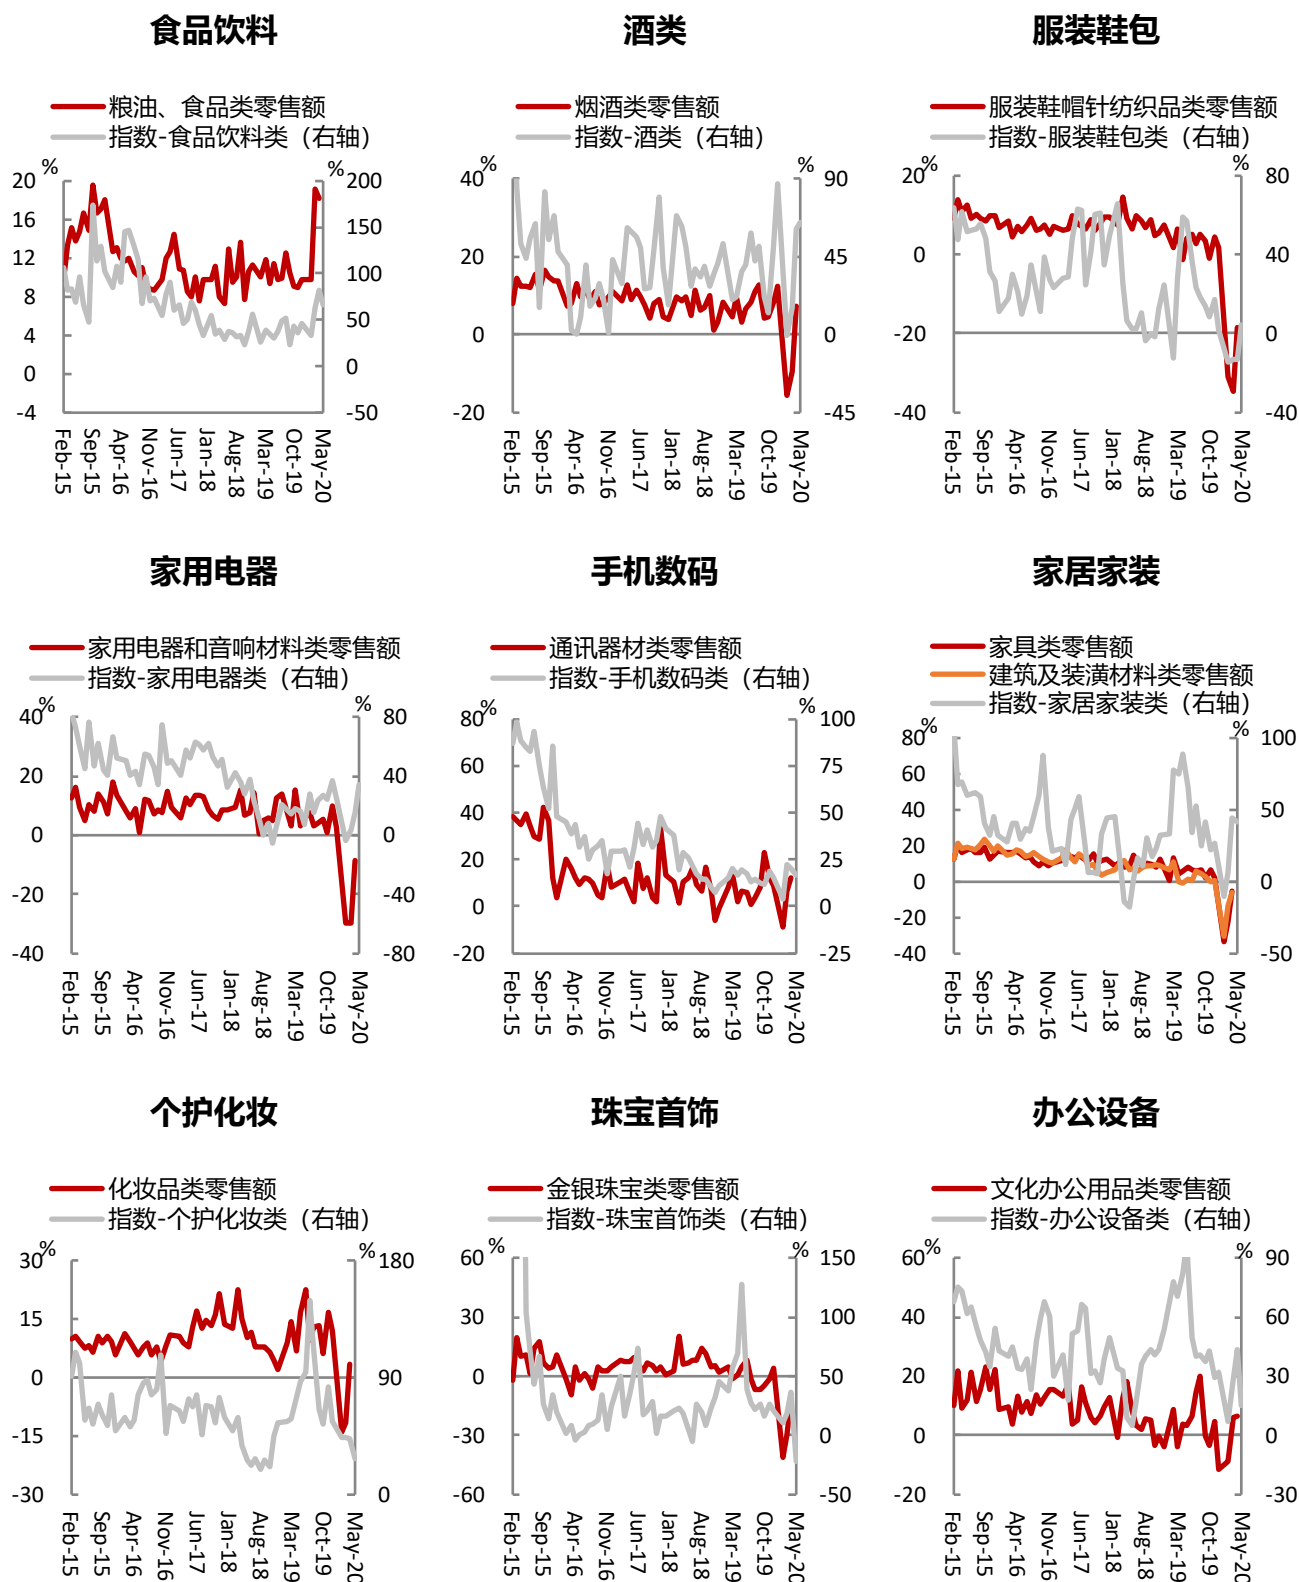 食品饮料
粮油、食品类零售额
指数-食品饮料类（右轴）
%
%
20
16
12
8
4
0
-4
200
150
100
50
0
-50
Feb-15
Sep-15
Apr-16
Nov-16
Jun-17
Jan-18
Aug-18
Mar-19
Oct-19
May-20
酒类
烟酒类零售额
指数-酒类（右轴）
%
%
40
20
0
-20
90
45
0
-45
Feb-15
Sep-15
Apr-16
Nov-16
Jun-17
Jan-18
Aug-18
Mar-19
Oct-19
May-20
服装鞋包
服装鞋帽针纺织品类零售额
指数-服装鞋包类（右轴）
%
%
20
0
-20
-40
80
40
0
-40
Feb-15
Sep-15
Apr-16
Nov-16
Jun-17
Jan-18
Aug-18
Mar-19
Oct-19
May-20
家用电器
家用电器和音响材料类零售额
指数-家用电器类（右轴）
%
%
40
20
0
-20
-40
80
40
0
-40
-80
Feb-15
Sep-15
Apr-16
Nov-16
Jun-17
Jan-18
Aug-18
Mar-19
Oct-19
May-20
手机数码
通讯器材类零售额
指数-手机数码类（右轴）
%
%
80
60
40
20
0
-20
100
75
50
25
0
-25
Feb-15
Sep-15
Apr-16
Nov-16
Jun-17
Jan-18
Aug-18
Mar-19
Oct-19
May-20
家居家装
家具类零售额
建筑及装潢材料类零售额
指数-家居家装类（右轴）
%
%
80
60
40
20
0
-20
-40
100
50
0
-50
Feb-15
Sep-15
Apr-16
Nov-16
Jun-17
Jan-18
Aug-18
Mar-19
Oct-19
May-20
个护化妆
化妆品类零售额
指数-个护化妆类（右轴）
%
%
30
15
0
-15
-30
180
90
0
Feb-15
Sep-15
Apr-16
Nov-16
Jun-17
Jan-18
Aug-18
Mar-19
Oct-19
May-20
珠宝首饰
金银珠宝类零售额
指数-珠宝首饰类（右轴）
%
%
60
30
0
-30
-60
150
100
50
0
-50
Feb-15
Sep-15
Apr-16
Nov-16
Jun-17
Jan-18
Aug-18
Mar-19
Oct-19
May-20
办公设备
文化办公用品类零售额
指数-办公设备类（右轴）
%
%
60
40
20
0
-20
90
60
30
0
-30
Feb-15
Sep-15
Apr-16
Nov-16
Jun-17
Jan-18
Aug-18
Mar-19
Oct-19
May-20